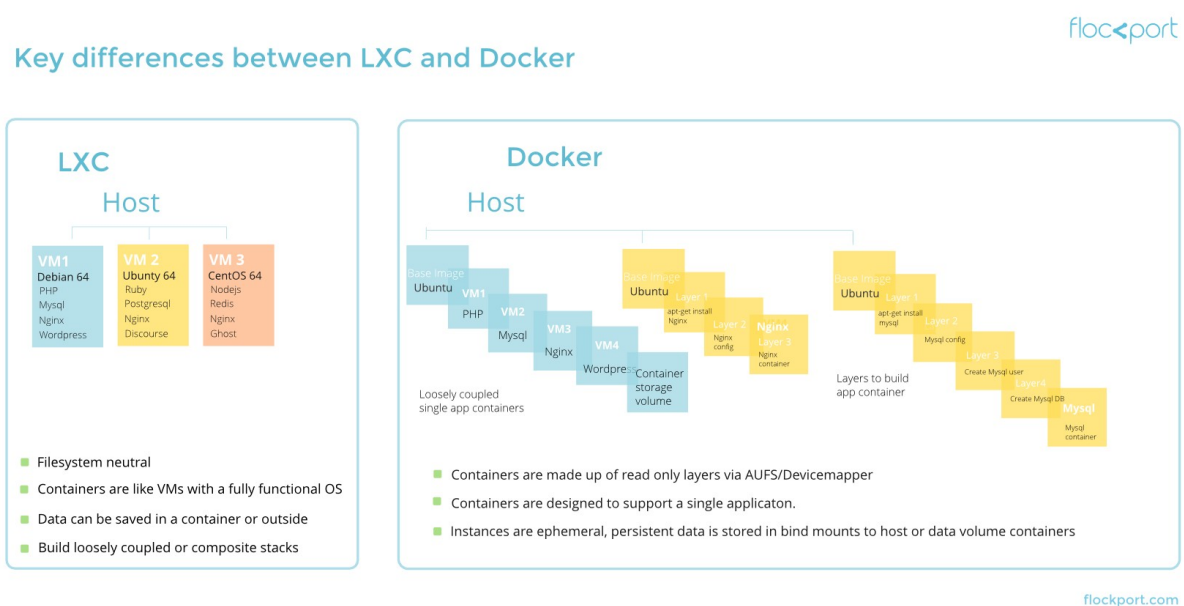 flockport
Key differences between LXC and Docker
LXC
Host
VM1
Debian 64
PHP
Mysql
Nginx
Wordpress
VM 2
Ubunty 64
Ruby
Postgresql
Nginx
Discourse
VM 3
CentOS 64
Nodejs
Redis
Nginx
Ghost
Filesystem neutral
Containers are like VMs with a fully functional OS
Data can be saved in a container or outside
Build loosely coupled or composite stacks
Docker
Host
Base Image
Ubuntu
VM1
PHP
VM2
Mysql
VM3
Nginx
VM4
Wordpress
Container
storage
volume
Loosely coupled
single app containers
Base Image
Ubuntu
Layer 1
apt-get install
Nginx
Layer 2
Nginx
config
Nginx
Layer 3
Nginx
container
Base Image
Ubuntu
Layer 1
apt-get install
mysql
Layer 2
Mysql config
Layer 3
Create Mysql user
Layer4
Create Mysql DB
Mysql
Mysql
container
Layers to build
app container
Containers are made up of read only layers via AUFS/Devicemapper
Containers are designed to support a single applicaton.
Instances are ephemeral, persistent data is stored in bind mounts to host or data volume containers
flockport.com